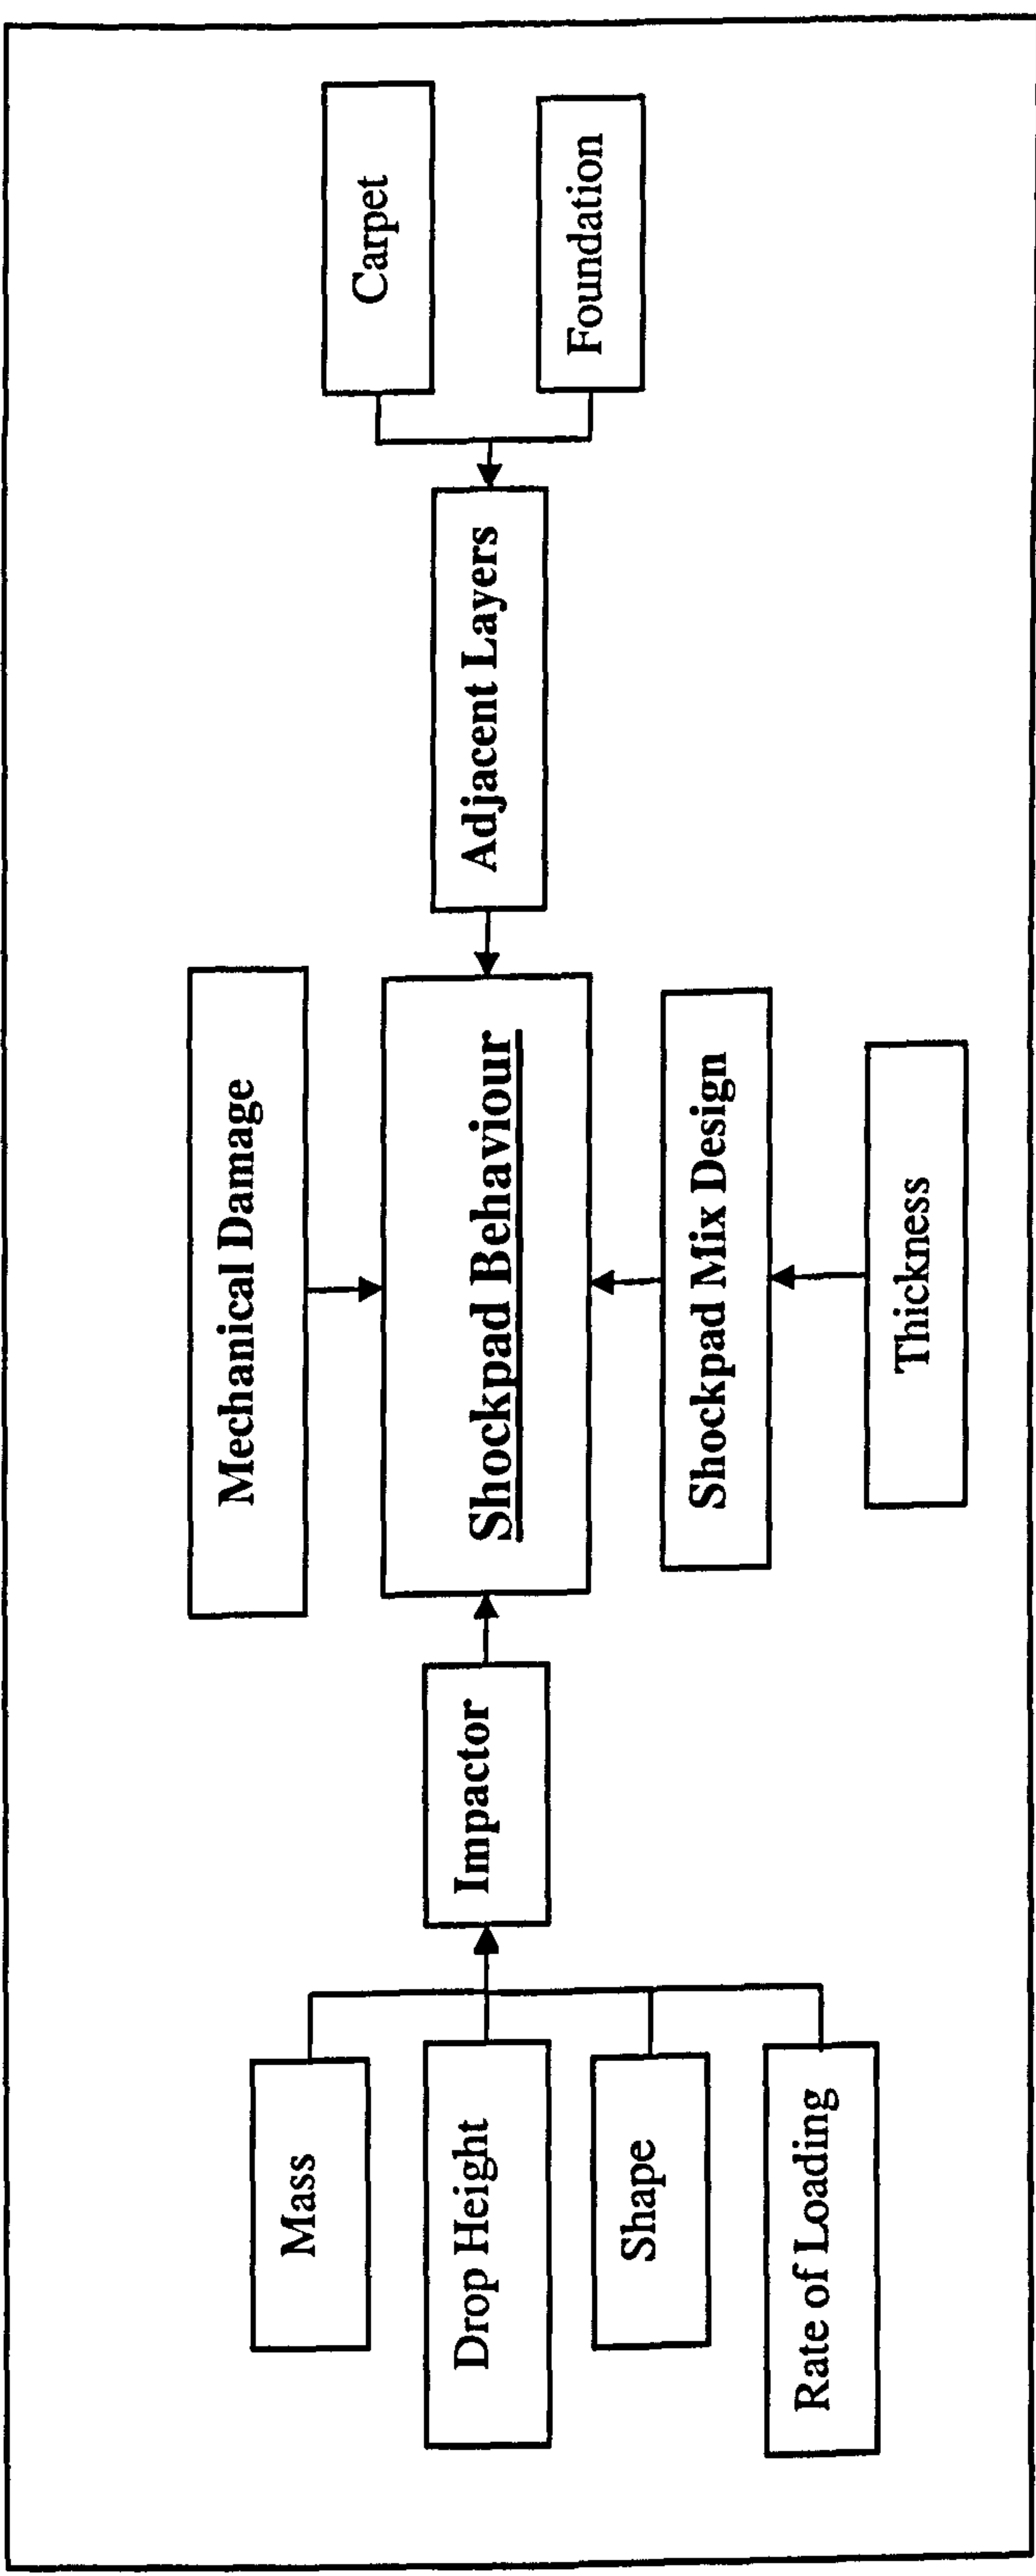 Mechanical Damage
Mass
Carpet
Drop Height
Impactor
Shockpad Behaviour
Adjacent Layers
Shape
Foundation
Shockpad Mix Design
Rate of Loading
Thickness